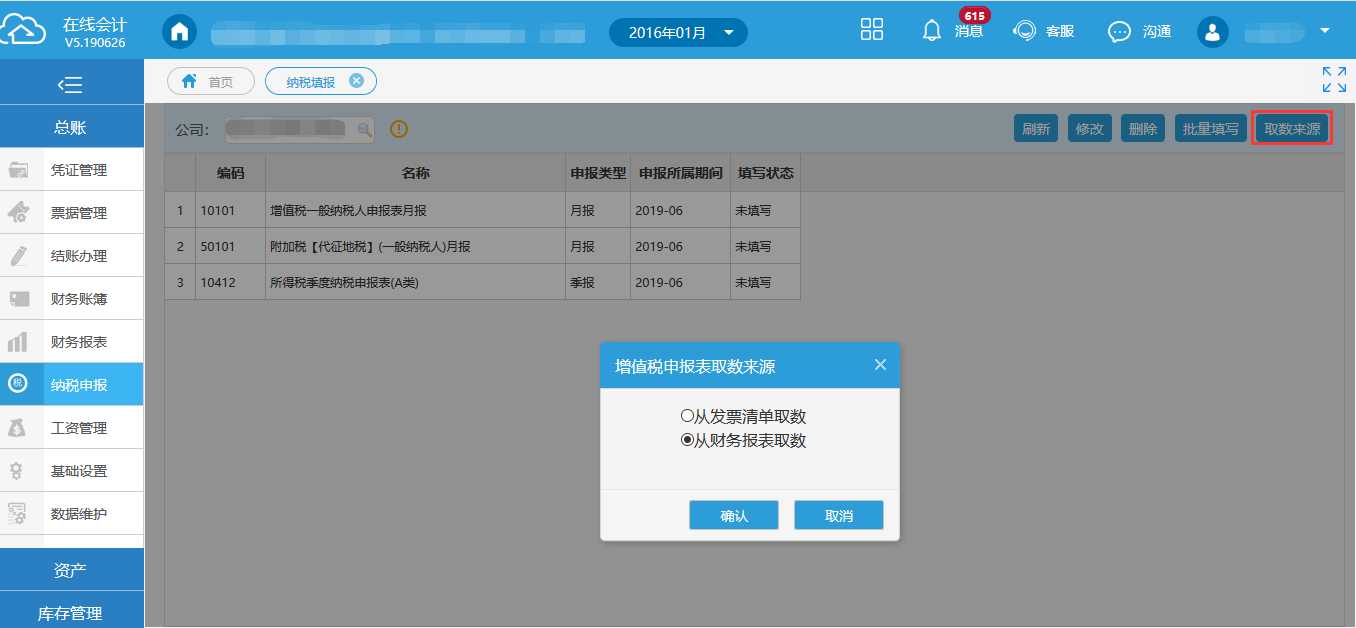 在线会计
V5.190626
2016年01月
615
消息
客服
沟通
首页
纳税填报
总账
凭证管理
票据管理
结账办理
财务账簿
财务报表
税
纳税申报
工资管理
基础设置
数据维护
资产
库存管理
公司：
刷新
修改
删除
批量填写
取数来源
编码 名称 申报类型 申报所属期间 填写状态
1 10101 增值税一般纳税人申报表月报 月报 2019-06 未填写
2 50101 附加税【代征地税】(一般纳税人)月报 月报 2019-06 未填写
3 10412 所得税季度纳税申报表(A类) 季报 2019-06 未填写
增值税申报表取数来源
从发票清单取数
从财务报表取数
确认
取消